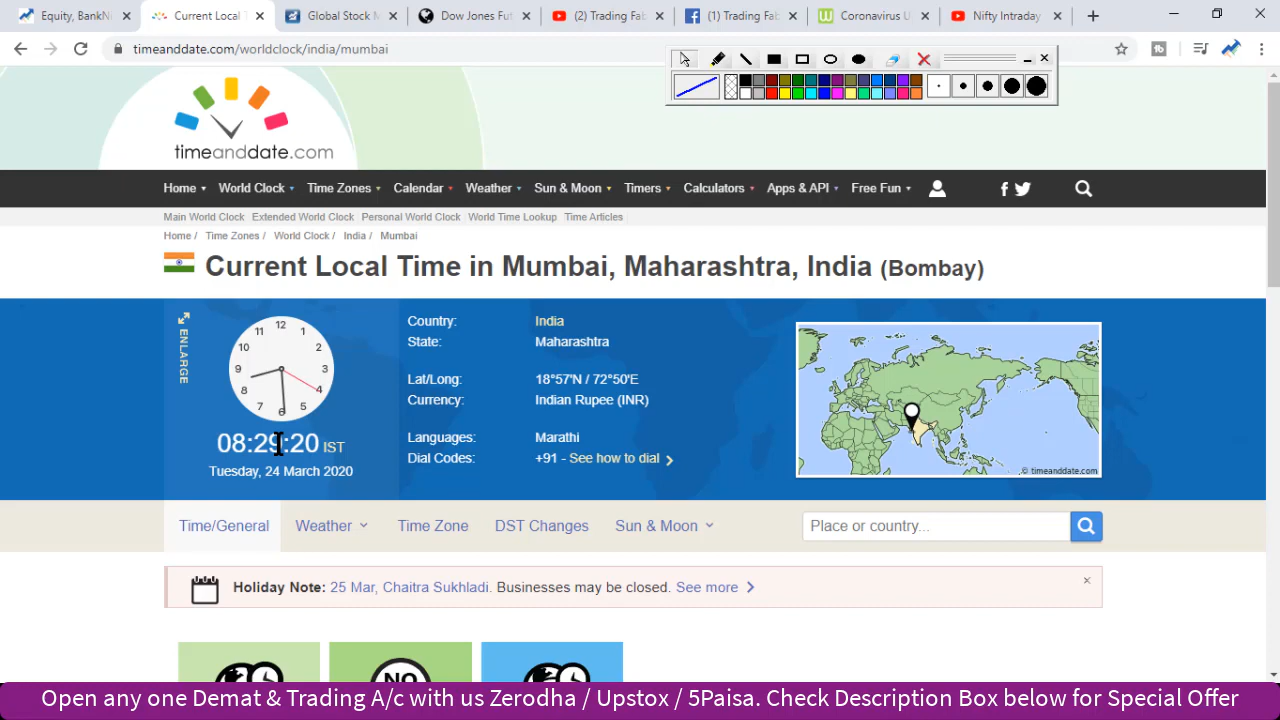 Equity, BankNi
Current Local T
Global Stock M
Dow Jones Fut
(2) Trading Fab
(1) Trading Fab
Coronavirus U
Nifty Intraday
timeanddate.com/worldclock/india/mumbai
timeanddate.com
Home World Clock Time Zones Calendar Weather Sun & Moon Timers Calculators Apps & API Free Fun
Main World Clock Extended World Clock Personal World Clock World Time Lookup Time Articles
Home / Time Zones / World Clock / India / Mumbai
Current Local Time in Mumbai, Maharashtra, India (Bombay)
ENLARGE
12
1
2
3
4
5
6
7
8
9
10
11
08:29:20 IST
Tuesday, 24 March 2020
Country: India
State: Maharashtra
Lat/Long: 18°57'N / 72°50'E
Currency: Indian Rupee (INR)
Languages: Marathi
Dial Codes: +91 - See how to dial
© timeanddate.com
Time/General Weather Time Zone DST Changes Sun & Moon
Place or country...
Holiday Note: 25 Mar, Chaitra Sukhladi. Businesses may be closed. See more
NO
Open any one Demat & Trading A/c with us Zerodha / Upstox / 5Paisa. Check Description Box below for Special Offer